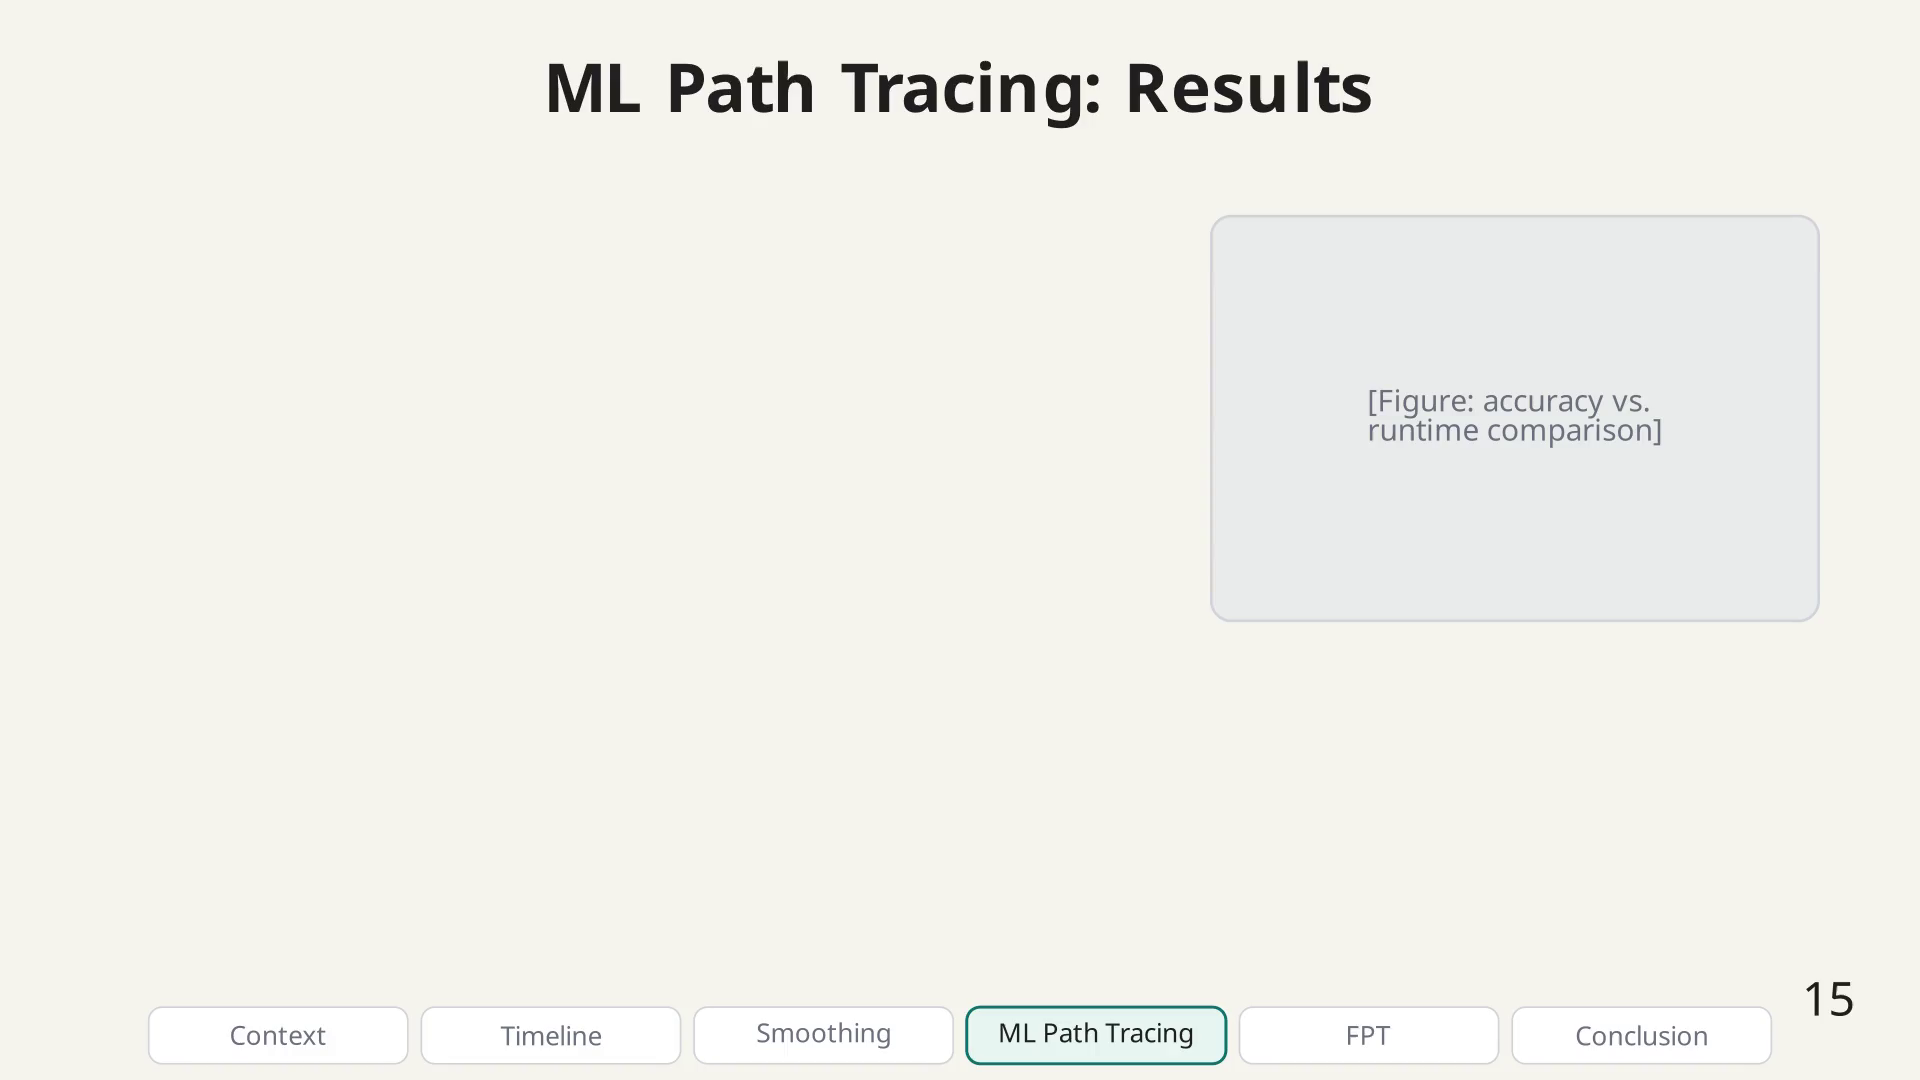 ML Path Tracing: Results
[Figure: accuracy vs.
runtime comparison]
15
Context
Timeline
Smoothing
ML Path Tracing
FPT
Conclusion